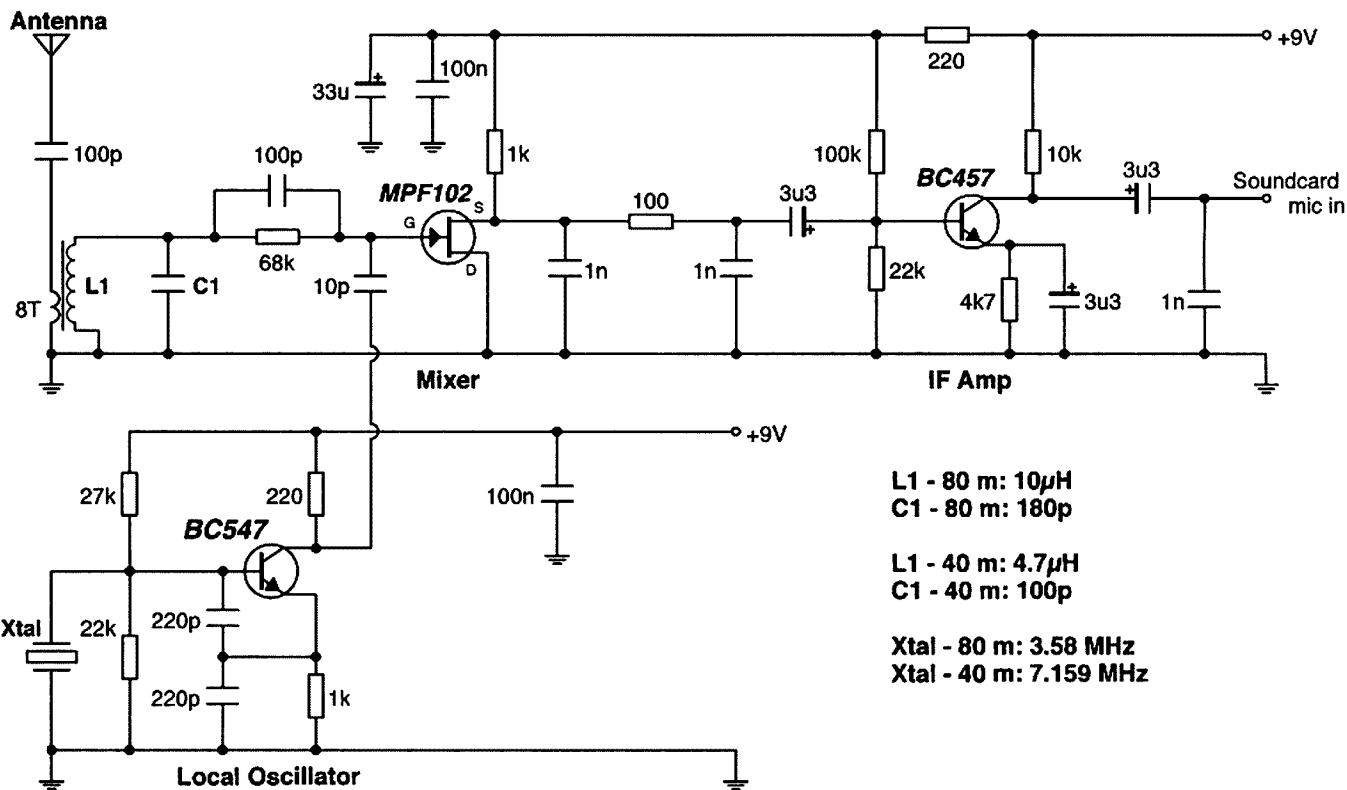 Antenna
100p
8T
L1
C1
100p
68k
10p
MPF102
G
S
D
33u
+
100n
1k
1n
100
1n
3u3
+
100k
22k
220
+9V
BC457
10k
4k7
+
3u3
3u3
+
1n
Soundcard
mic in
Mixer
IF Amp
+9V
27k
220
100n
BC547
Xtal
22k
220p
220p
1k
Local Oscillator
L1 - 80 m: 10µH
C1 - 80 m: 180p
L1 - 40 m: 4.7µH
C1 - 40 m: 100p
Xtal - 80 m: 3.58 MHz
Xtal - 40 m: 7.159 MHz